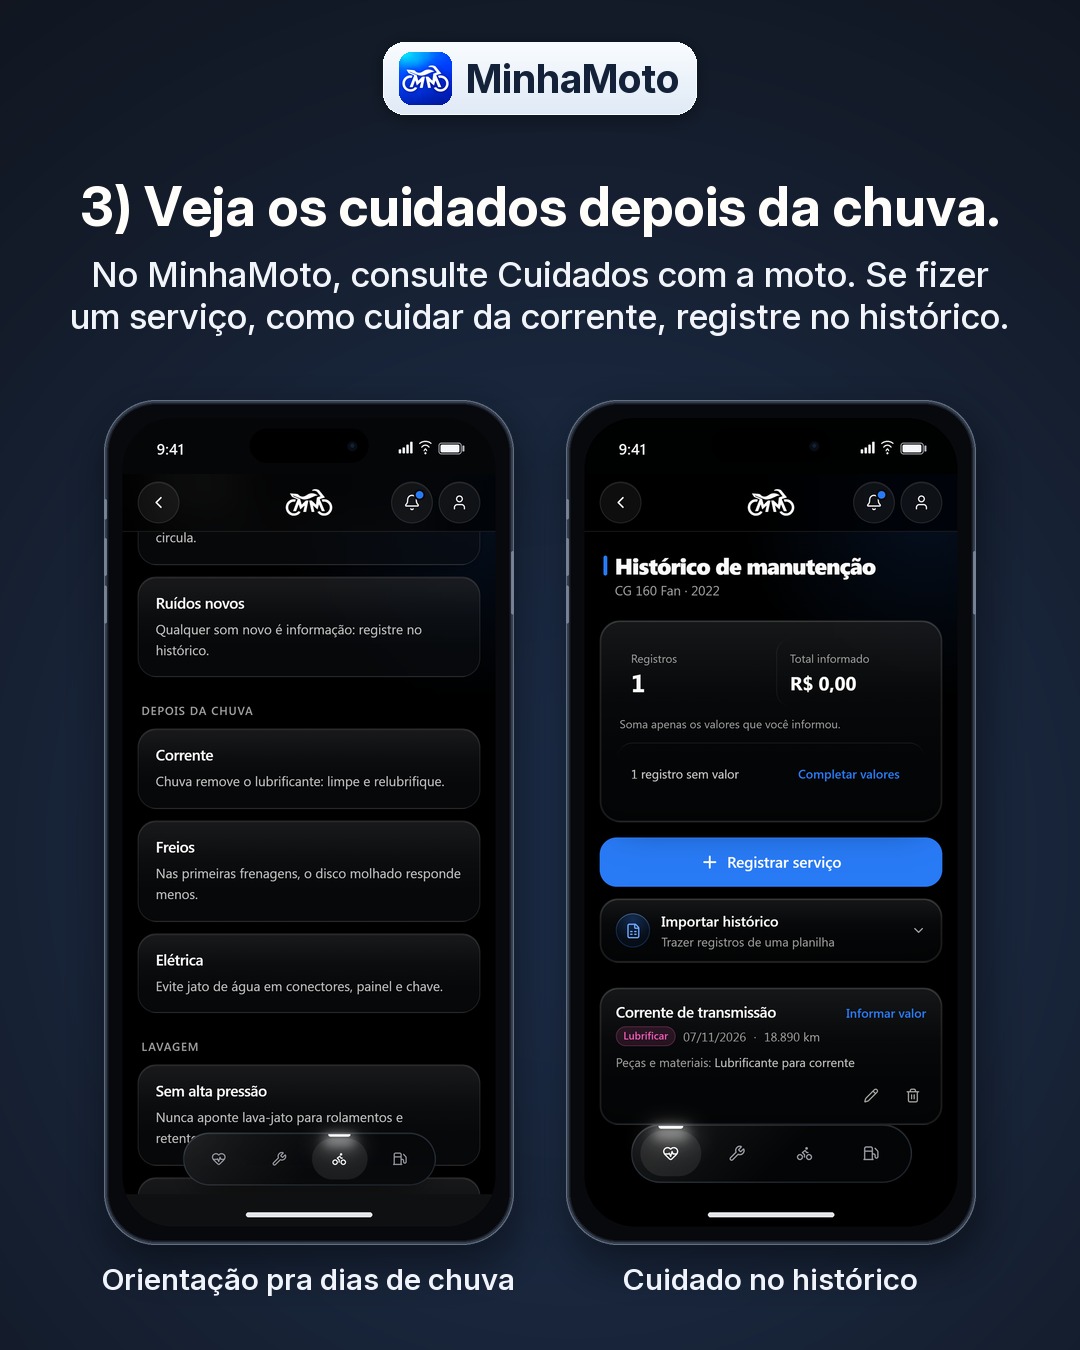 MinhaMoto
3) Veja os cuidados depois da chuva.
No MinhaMoto, consulte Cuidados com a moto. Se fizer
um serviço, como cuidar da corrente, registre no histórico.
9:41
circula.
Ruídos novos
Qualquer som novo é informação: registre no
histórico.
DEPOIS DA CHUVA
Corrente
Chuva remove o lubrificante: limpe e relubrifique.
Freios
Nas primeiras frenagens, o disco molhado responde
menos.
Elétrica
Evite jato de água em conectores, painel e chave.
LAVAGEM
Sem alta pressão
Nunca aponte lava-jato para rolamentos e
Orientação pra dias de chuva
9:41
Histórico de manutenção
CG 160 Fan · 2022
Registros
1
Total informado
R$ 0,00
Soma apenas os valores que você informou.
1 registro sem valor
Completar valores
+ Registrar serviço
Importar histórico
Trazer registros de uma planilha
Corrente de transmissão
Informar valor
Lubrificar 07/11/2026 · 18.890 km
Peças e materiais: Lubrificante para corrente
Cuidado no histórico